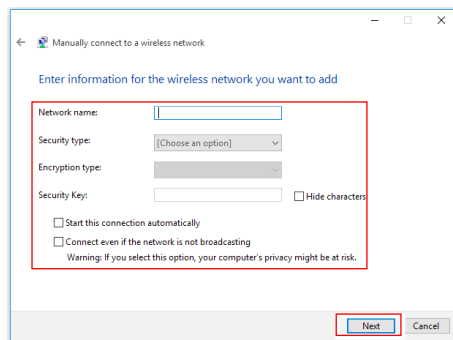 Manually connect to a wireless network
Enter information for the wireless network you want to add
Network name:
Security type: [Choose an option]
Encryption type:
Security Key: Hide characters
Start this connection automatically
Connect even if the network is not broadcasting
Warning: If you select this option, your computer's privacy might be at risk.
Next Cancel